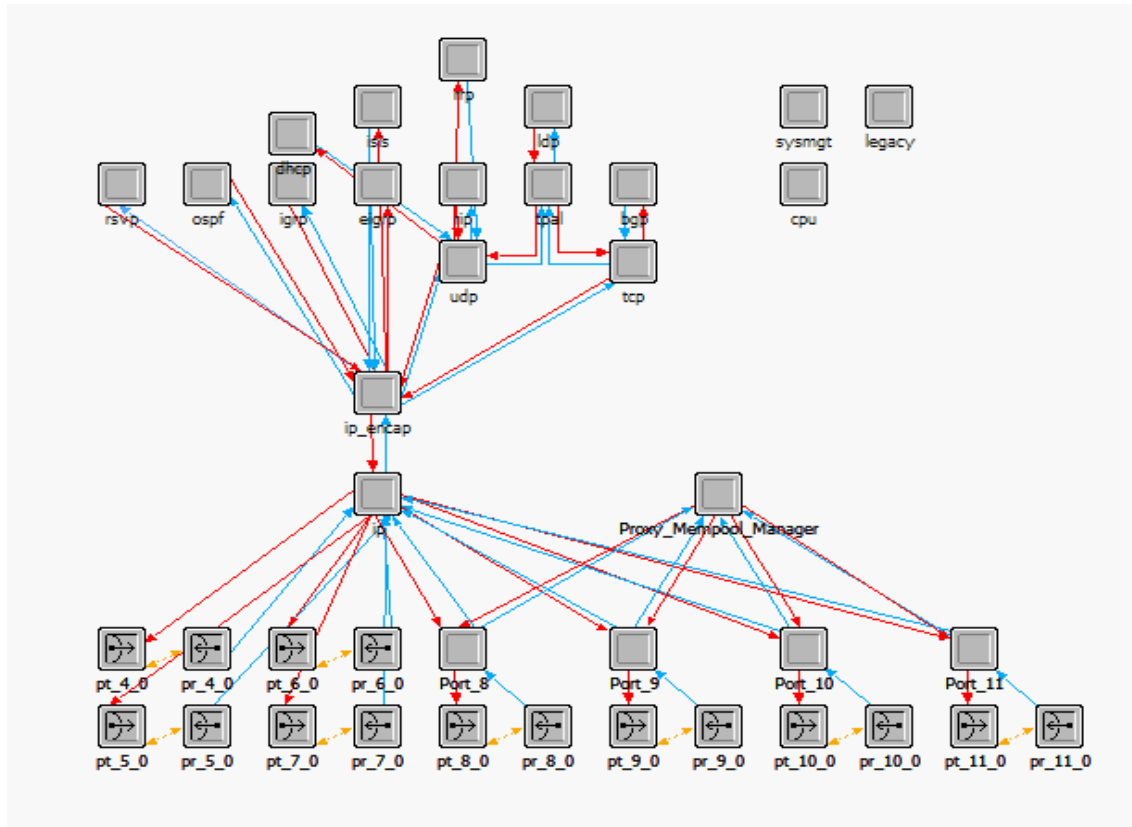 isis
ldp
sysmgt
legacy
dhcp
rsvp
ospf
igrp
eigrp
rip
tpal
bgp
cpu
udp
tcp
ip_encap
ip
Proxy_Mempool_Manager
pt_4_0
pr_4_0
pt_6_0
pr_6_0
Port_8
Port_9
Port_10
Port_11
pt_5_0
pr_5_0
pt_7_0
pr_7_0
pt_8_0
pr_8_0
pt_9_0
pr_9_0
pt_10_0
pr_10_0
pt_11_0
pr_11_0